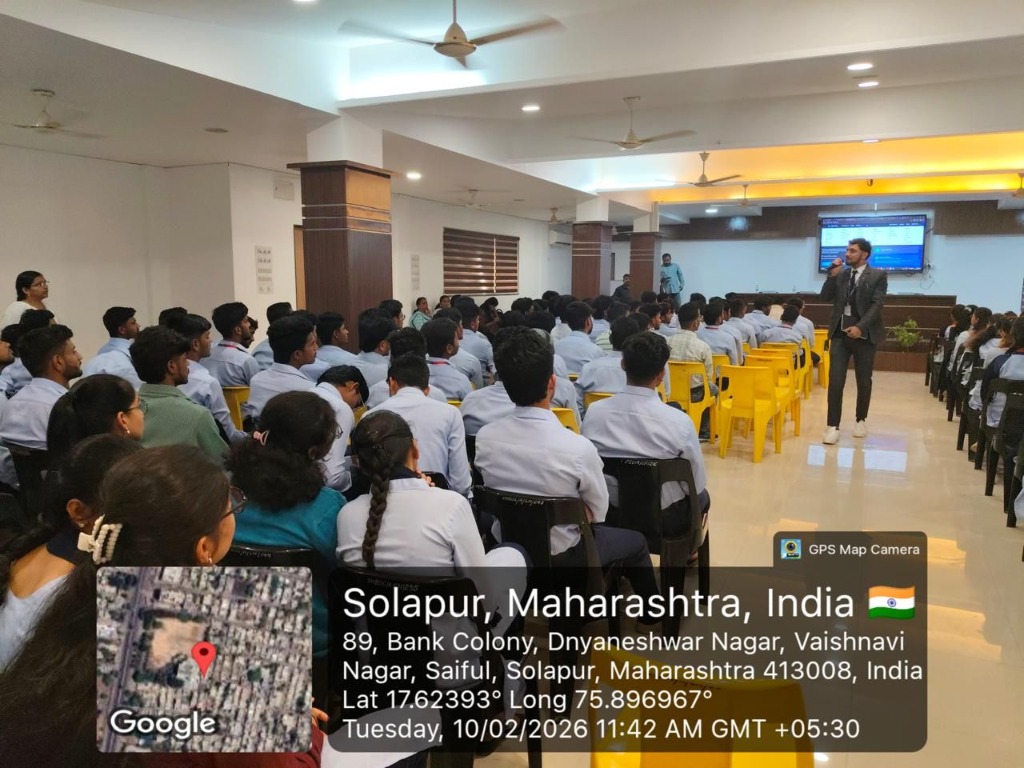 GPS Map Camera
Solapur, Maharashtra, India
89, Bank Colony, Dnyaneshwar Nagar, Vaishnavi
Nagar, Saiful, Solapur, Maharashtra 413008, India
Lat 17.62393° Long 75.896967°
Tuesday, 10/02/2026 11:42 AM GMT +05:30
Google